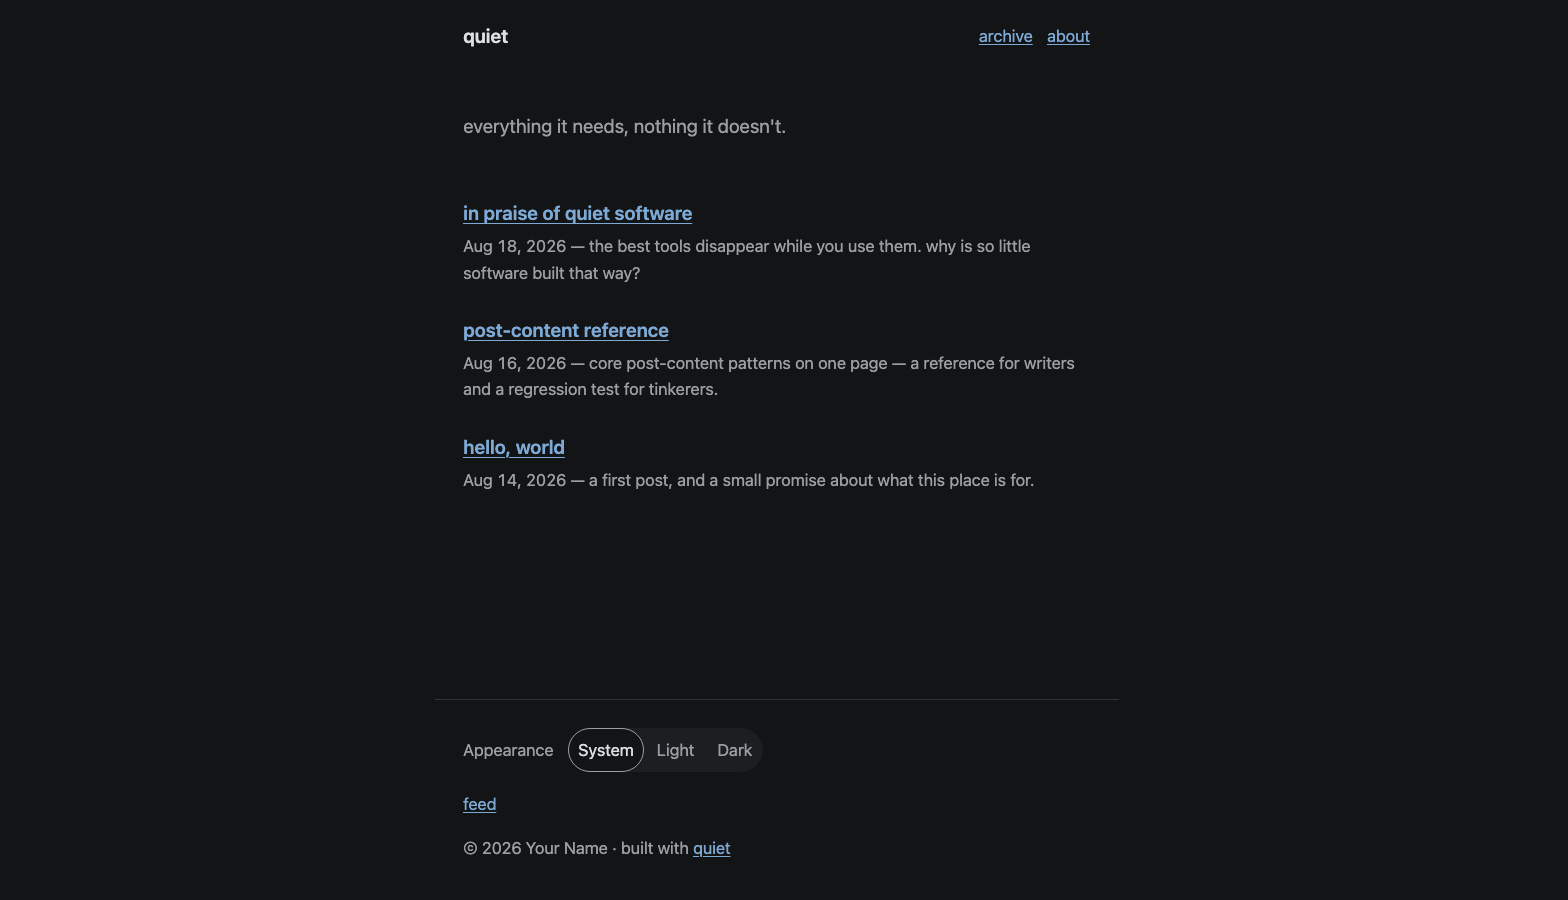 quiet
archive about
everything it needs, nothing it doesn't.
in praise of quiet software
Aug 18, 2026 — the best tools disappear while you use them. why is so little
software built that way?
post-content reference
Aug 16, 2026 — core post-content patterns on one page — a reference for writers
and a regression test for tinkerers.
hello, world
Aug 14, 2026 — a first post, and a small promise about what this place is for.
Appearance System Light Dark
feed
© 2026 Your Name · built with quiet